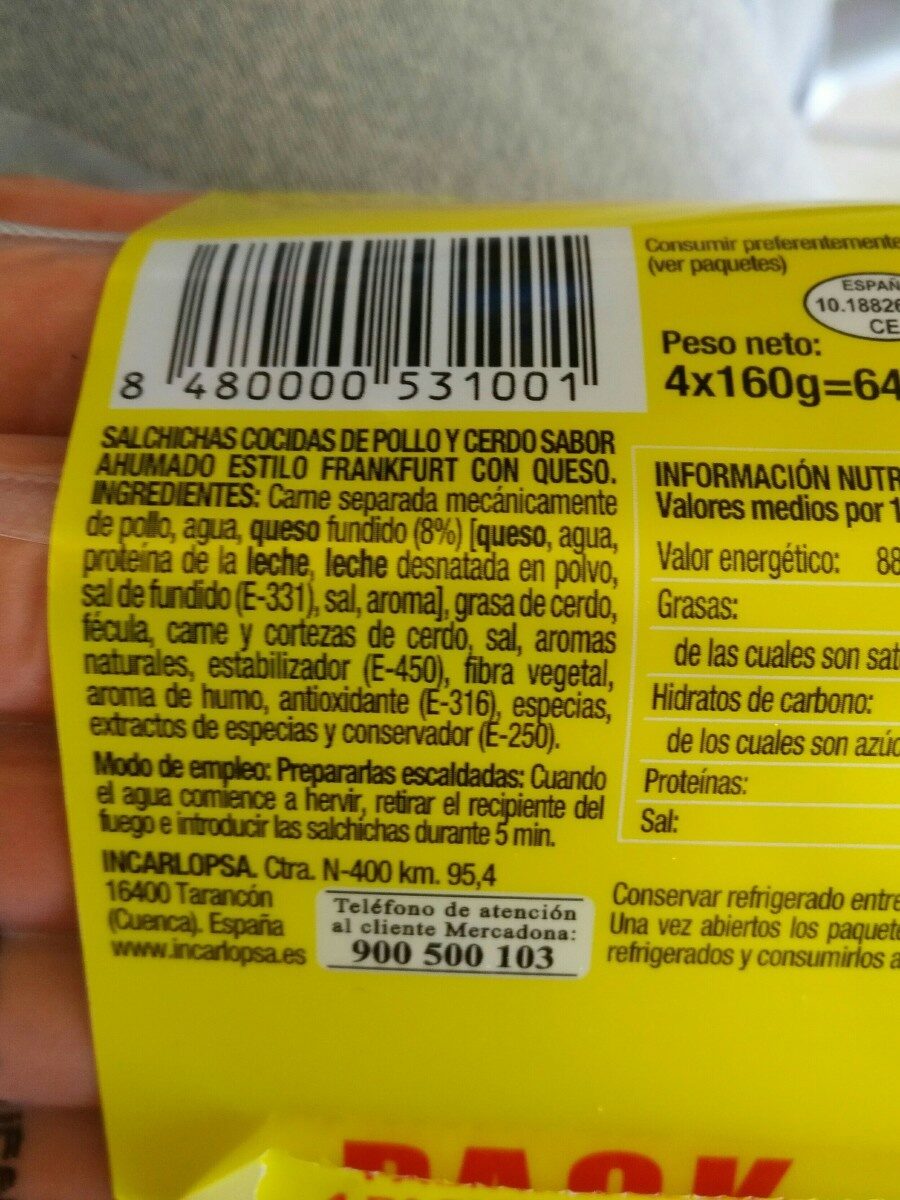 8 480000 531001
SALCHICHAS COCIDAS DE POLLO Y CERDO SABOR
AHUMADO ESTILO FRANKFURT CON QUESO.
INGREDIENTES: Carne separada mecánicamente
de pollo, agua, queso fundido (8%) [queso, agua,
proteína de la leche, leche desnatada en polvo,
sal de fundido (E-331), sal, aroma], grasa de cerdo,
fécula, carne y cortezas de cerdo, sal, aromas
naturales, estabilizador (E-450), fibra vegetal,
aroma de humo, antioxidante (E-316), especias,
extractos de especias y conservador (E-250).
Modo de empleo: Prepararlas escaldadas: Cuando
el agua comience a hervir, retirar el recipiente del
fuego e introducir las salchichas durante 5 min.
INCARLOPSA. Ctra. N-400 km. 95,4
16400 Tarancón
(Cuenca). España
www.incarlopsa.es
Teléfono de atención
al cliente Mercadona:
900 500 103
Consumir preferentemente
(ver paquetes)
ESPAÑ
10.18826
CE
Peso neto:
4x160g=64
INFORMACIÓN NUTR
Valores medios por 1
Valor energético: 88
Grasas:
de las cuales son sat
Hidratos de carbono:
de los cuales son azúc
Proteínas:
Sal:
Conservar refrigerado entre
Una vez abiertos los paquete
refrigerados y consumirlos a
PACK